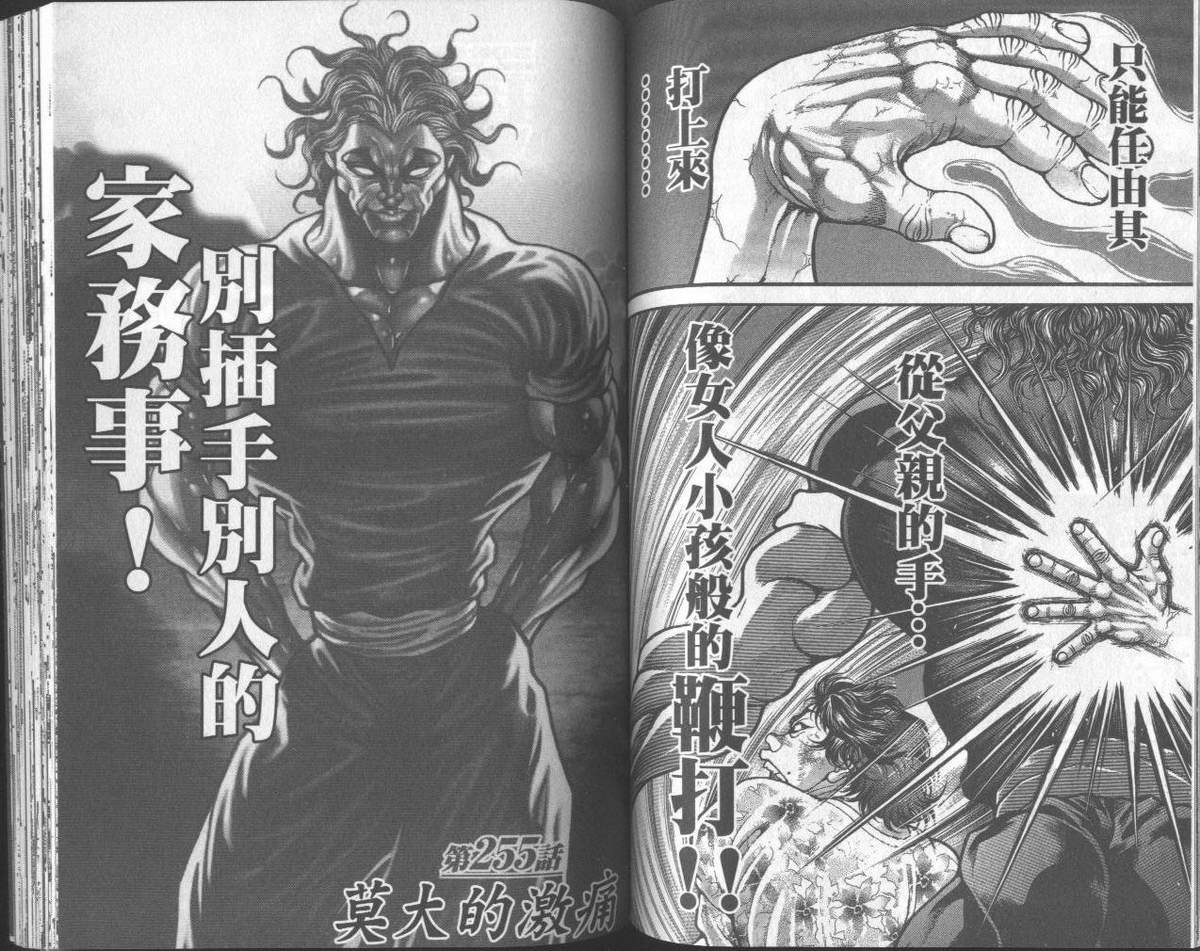 只能任由其
打上來
………
從父親的手…
像女人小孩般的
鞭打!!
別插手別人的
家務事!
第255話
莫大的激痛